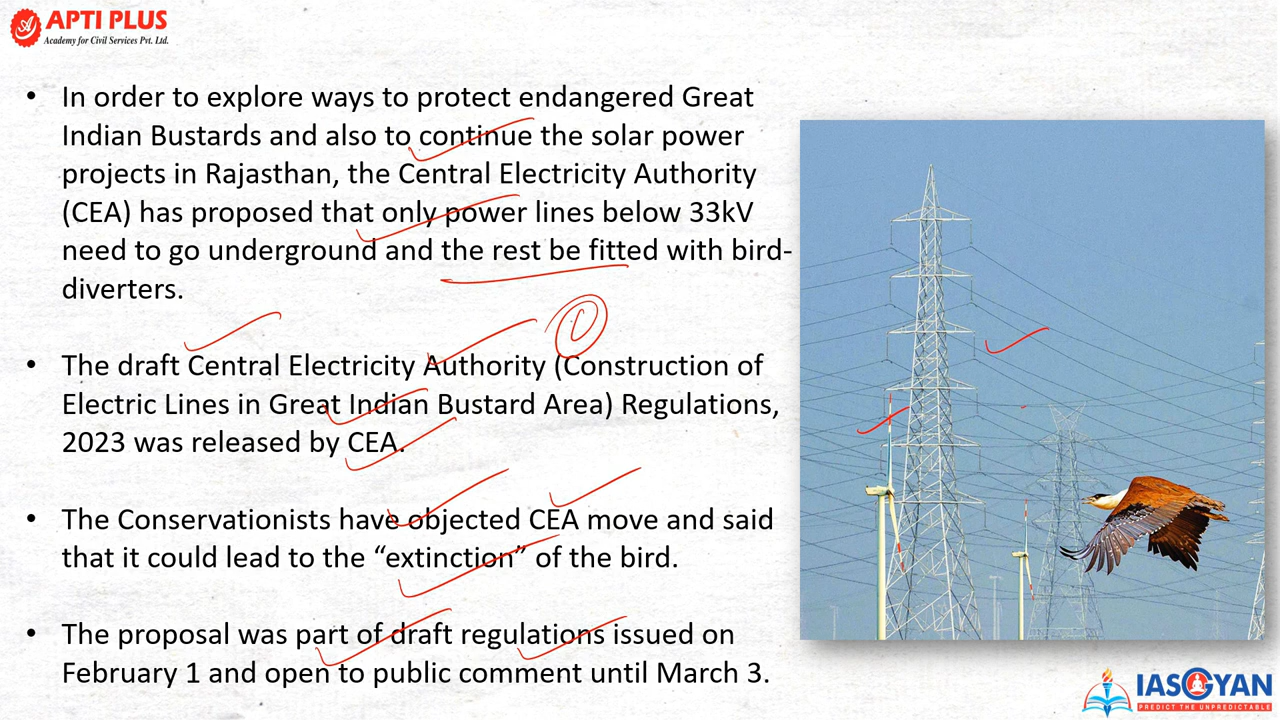 APTI PLUS
Academy for Civil Services Pvt. Ltd.
• In order to explore ways to protect endangered Great
Indian Bustards and also to continue the solar power
projects in Rajasthan, the Central Electricity Authority
(CEA) has proposed that only power lines below 33kV
need to go underground and the rest be fitted with bird-
diverters.
• The draft Central Electricity Authority (Construction of
Electric Lines in Great Indian Bustard Area) Regulations,
2023 was released by CEA.
• The Conservationists have objected CEA move and said
that it could lead to the “extinction” of the bird.
• The proposal was part of draft regulations issued on
February 1 and open to public comment until March 3.
IASGYAN
PREDICT THE UNPREDICTABLE